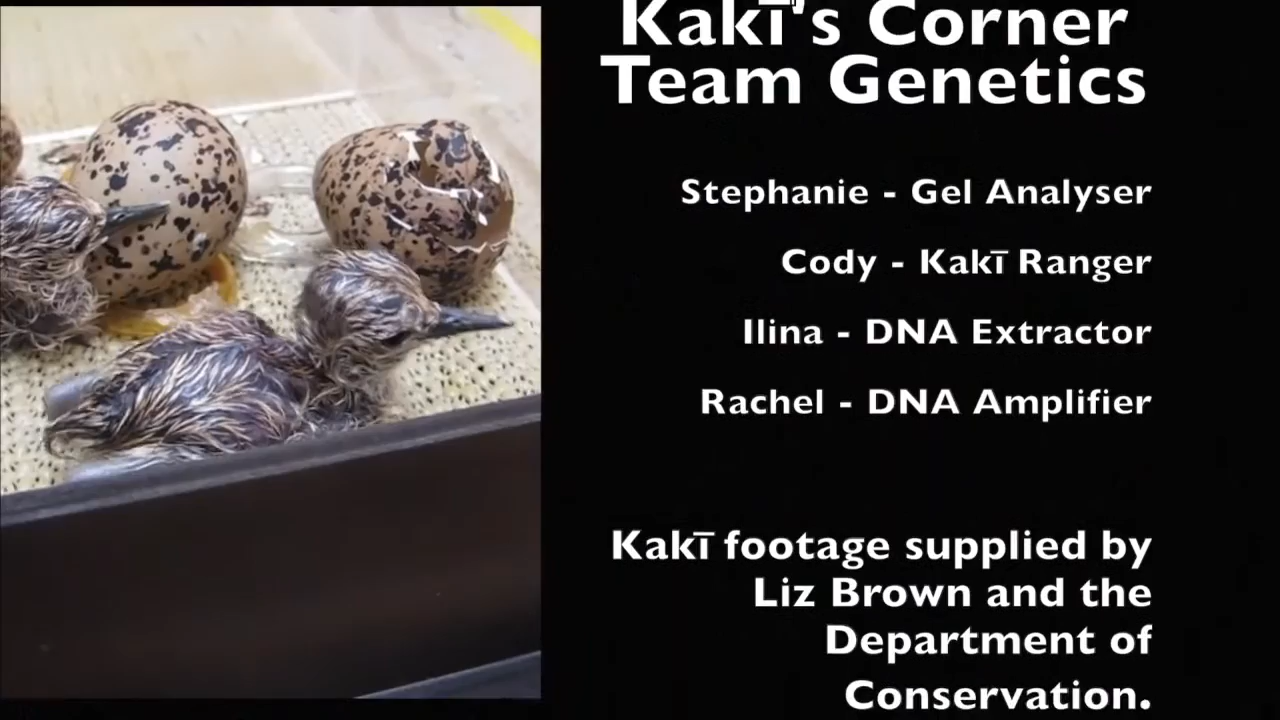 Kakī's Corner
Team Genetics
Stephanie - Gel Analyser
Cody - Kakī Ranger
Ilina - DNA Extractor
Rachel - DNA Amplifier
Kakī footage supplied by
Liz Brown and the
Department of
Conservation.